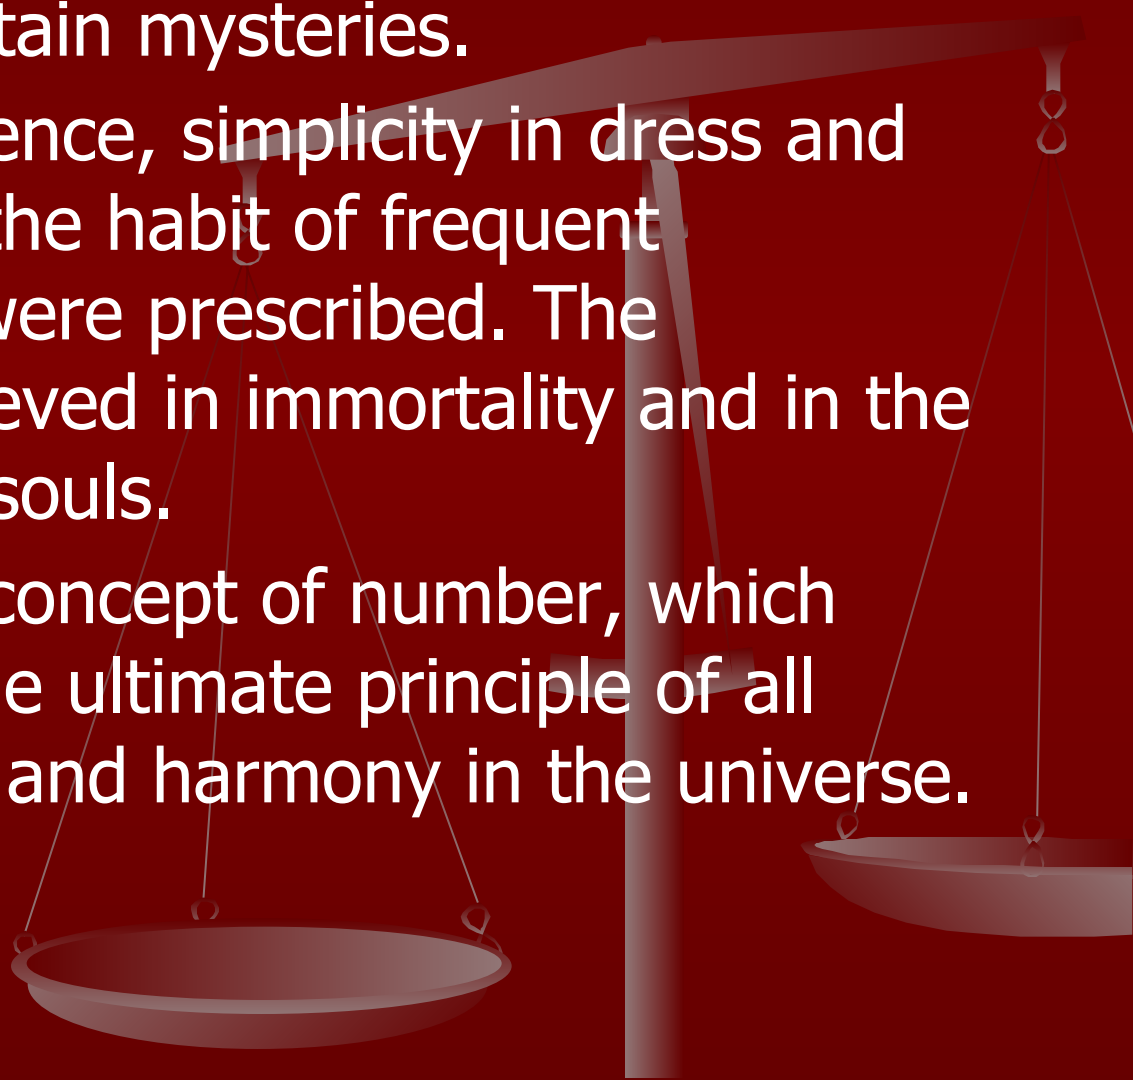 tain mysteries.
ence, simplicity in dress and
the habit of frequent
were prescribed. The
eved in immortality and in the
souls.
concept of number, which
e ultimate principle of all
and harmony in the universe.